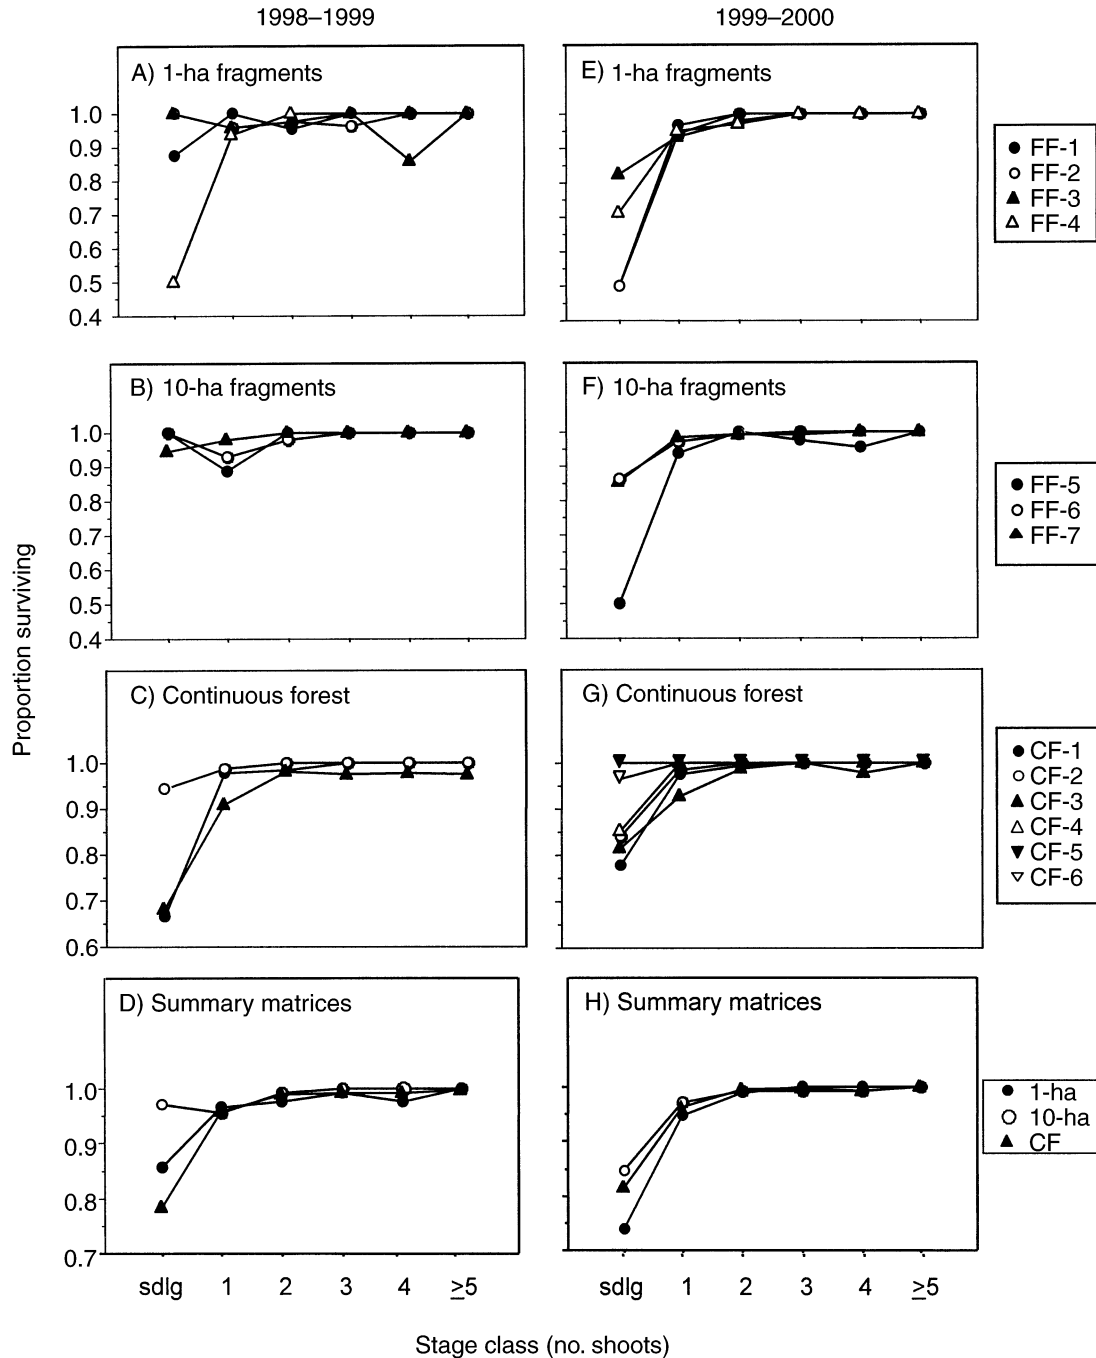 1998–1999
1999–2000
A) 1-ha fragments
1.0
0.9
0.8
0.7
0.6
0.5
0.4
E) 1-ha fragments
FF-1
FF-2
FF-3
FF-4
B) 10-ha fragments
1.0
0.9
0.8
0.7
0.6
0.5
0.4
F) 10-ha fragments
FF-5
FF-6
FF-7
Proportion surviving
C) Continuous forest
1.0
0.9
0.8
0.7
0.6
G) Continuous forest
CF-1
CF-2
CF-3
CF-4
CF-5
CF-6
D) Summary matrices
1.0
0.9
0.8
0.7
H) Summary matrices
1-ha
10-ha
CF
sdlg 1 2 3 4 ≥5
sdlg 1 2 3 4 ≥5
Stage class (no. shoots)